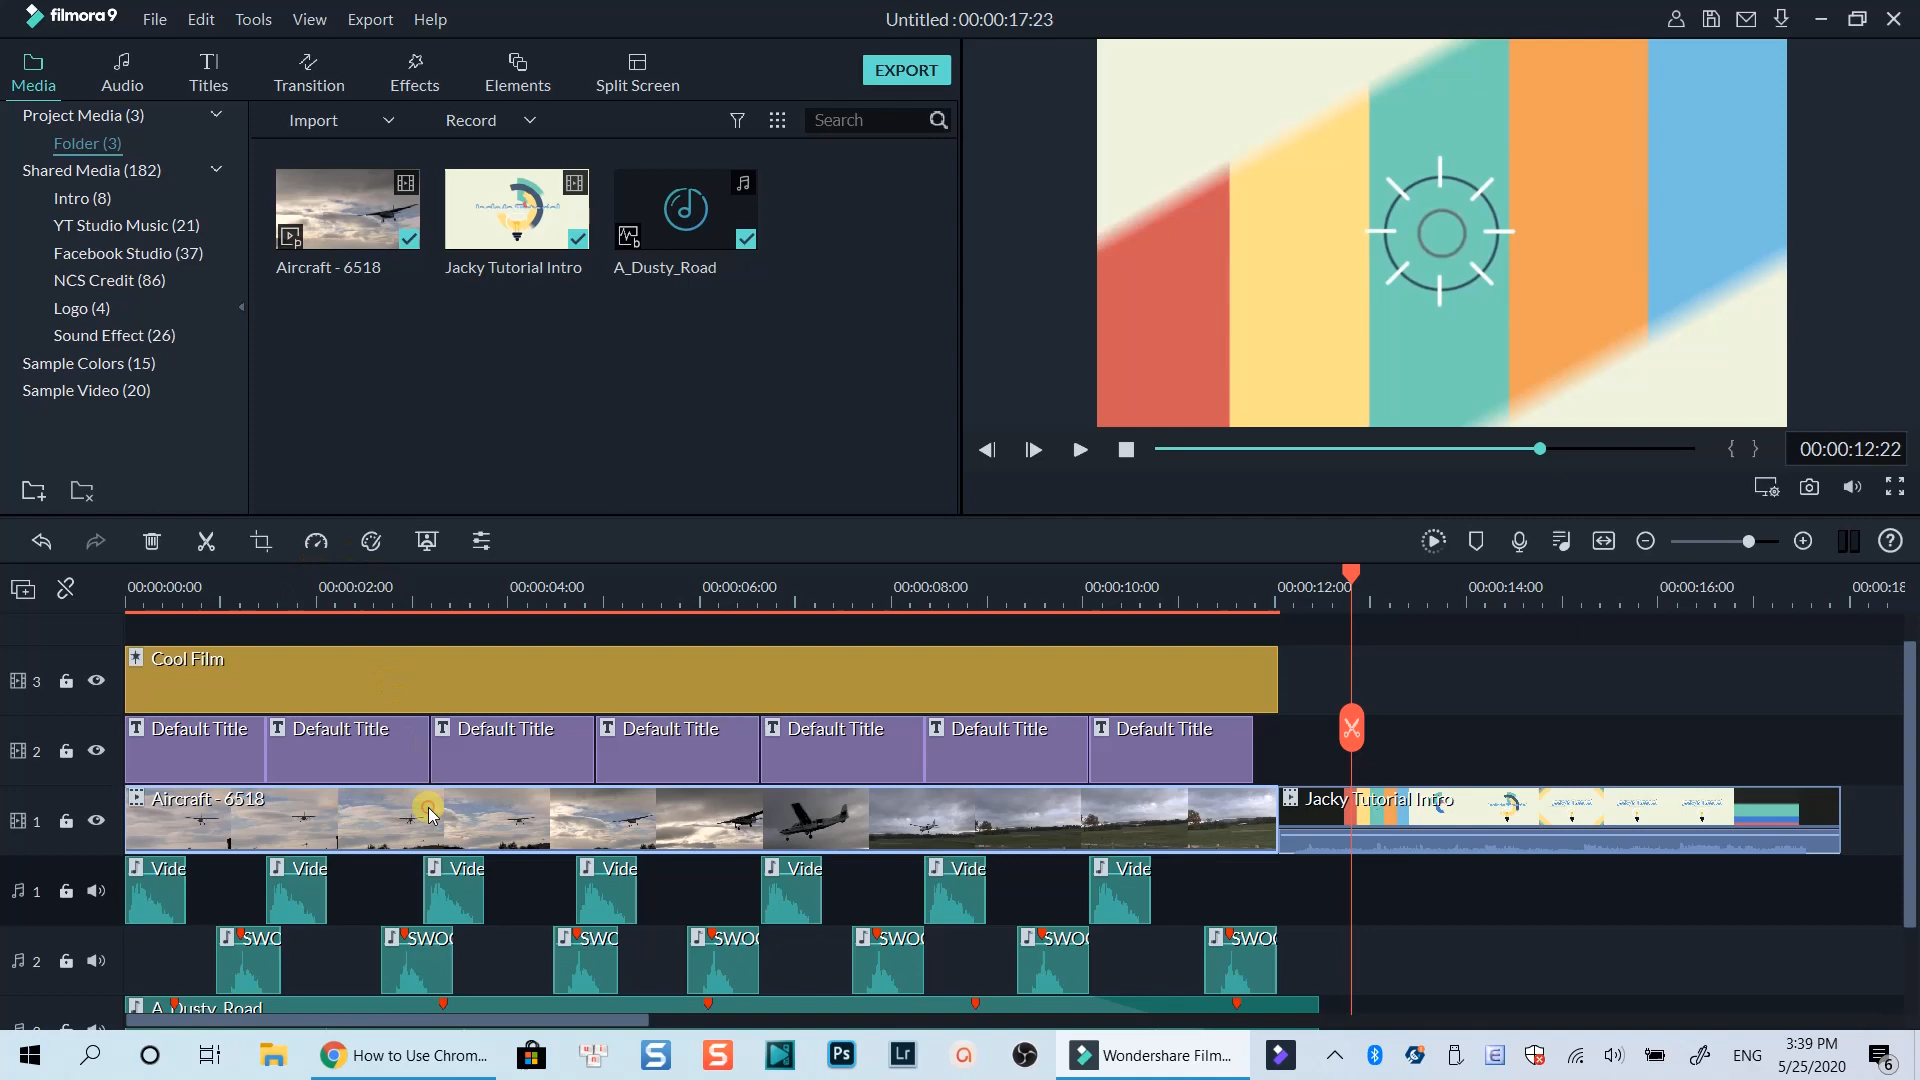 filmora9 File Edit Tools View Export Help Untitled : 00:00:17:23
Media Audio Titles Transition Effects Elements Split Screen EXPORT
Project Media (3) Import Record Search
Folder (3)
Shared Media (182)
Intro (8)
YT Studio Music (21)
Facebook Studio (37)
NCS Credit (86)
Logo (4)
Sound Effect (26)
Sample Colors (15)
Sample Video (20)
Aircraft - 6518 Jacky Tutorial Intro A_Dusty_Road
{ } 00:00:12:22
00:00:00:00 00:00:02:00 00:00:04:00 00:00:06:00 00:00:08:00 00:00:10:00 00:00:12:00 00:00:14:00 00:00:16:00 00:00:18
3 Cool Film
2 Default Title Default Title Default Title Default Title Default Title Default Title Default Title
1 Aircraft - 6518 Jacky Tutorial Intro
1 Vide Vide Vide Vide Vide Vide Vide
2 SWO SWO SWO SWO SWO SWO SWO
A_Dusty_Road
How to Use Chrom... Ps Lr Wondershare Film... ENG 3:39 PM
5/25/2020 6